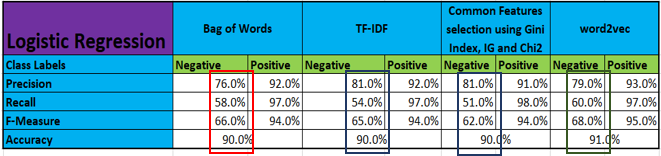 Logistic Regression Bag of Words TF-IDF Common Features selection using Gini Index, IG and Chi2 word2vec
Class Labels Negative Positive Negative Positive Negative Positive Negative Positive
Precision 76.0% 92.0% 81.0% 92.0% 81.0% 91.0% 79.0% 93.0%
Recall 58.0% 97.0% 54.0% 97.0% 51.0% 98.0% 60.0% 97.0%
F-Measure 66.0% 94.0% 65.0% 94.0% 62.0% 94.0% 68.0% 95.0%
Accuracy 90.0% 90.0% 90.0% 91.0%